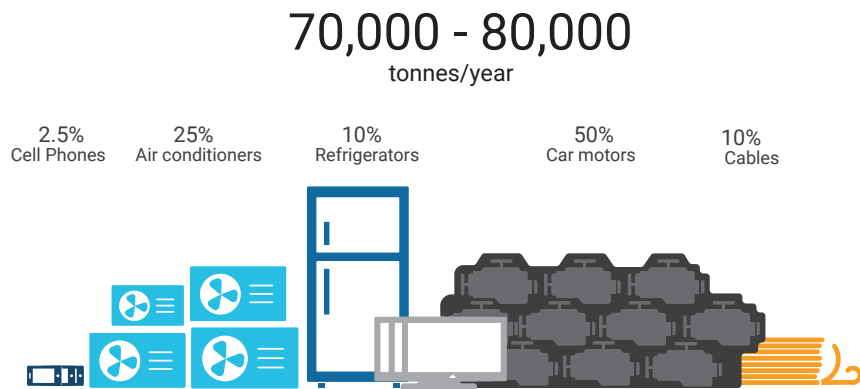 70,000 - 80,000
tonnes/year
2.5%
Cell Phones
25%
Air conditioners
10%
Refrigerators
50%
Car motors
10%
Cables